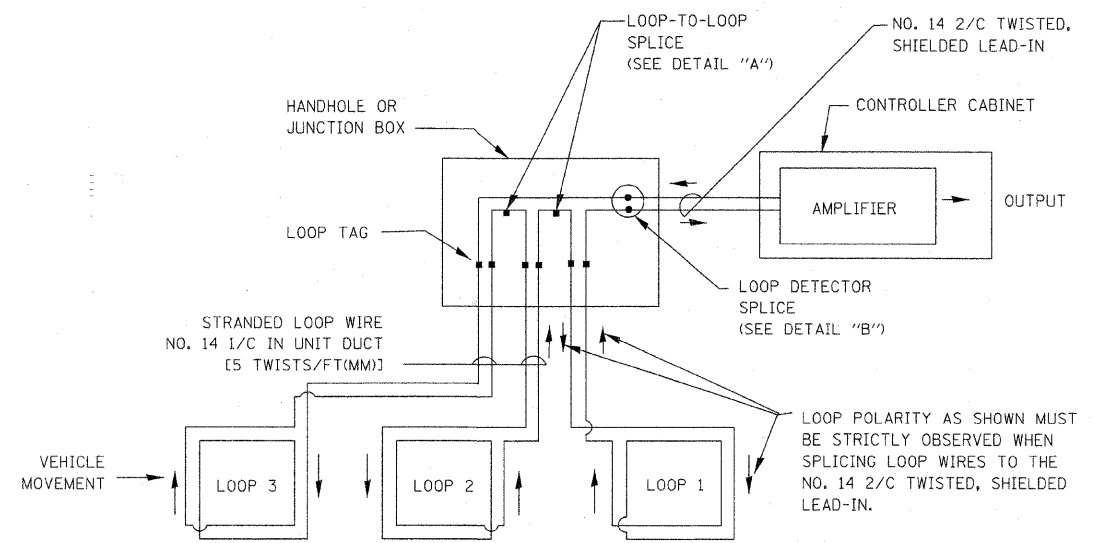 LOOP-TO-LOOP
SPLICE
(SEE DETAIL "A")
NO. 14 2/C TWISTED,
SHIELDED LEAD-IN
HANDHOLE OR
JUNCTION BOX
CONTROLLER CABINET
AMPLIFIER
OUTPUT
LOOP TAG
LOOP DETECTOR
SPLICE
(SEE DETAIL "B")
STRANDED LOOP WIRE
NO. 14 1/C IN UNIT DUCT
[5 TWISTS/FT(MM)]
LOOP POLARITY AS SHOWN MUST
BE STRICTLY OBSERVED WHEN
SPLICING LOOP WIRES TO THE
NO. 14 2/C TWISTED, SHIELDED
LEAD-IN.
VEHICLE
MOVEMENT
LOOP 3
LOOP 2
LOOP 1